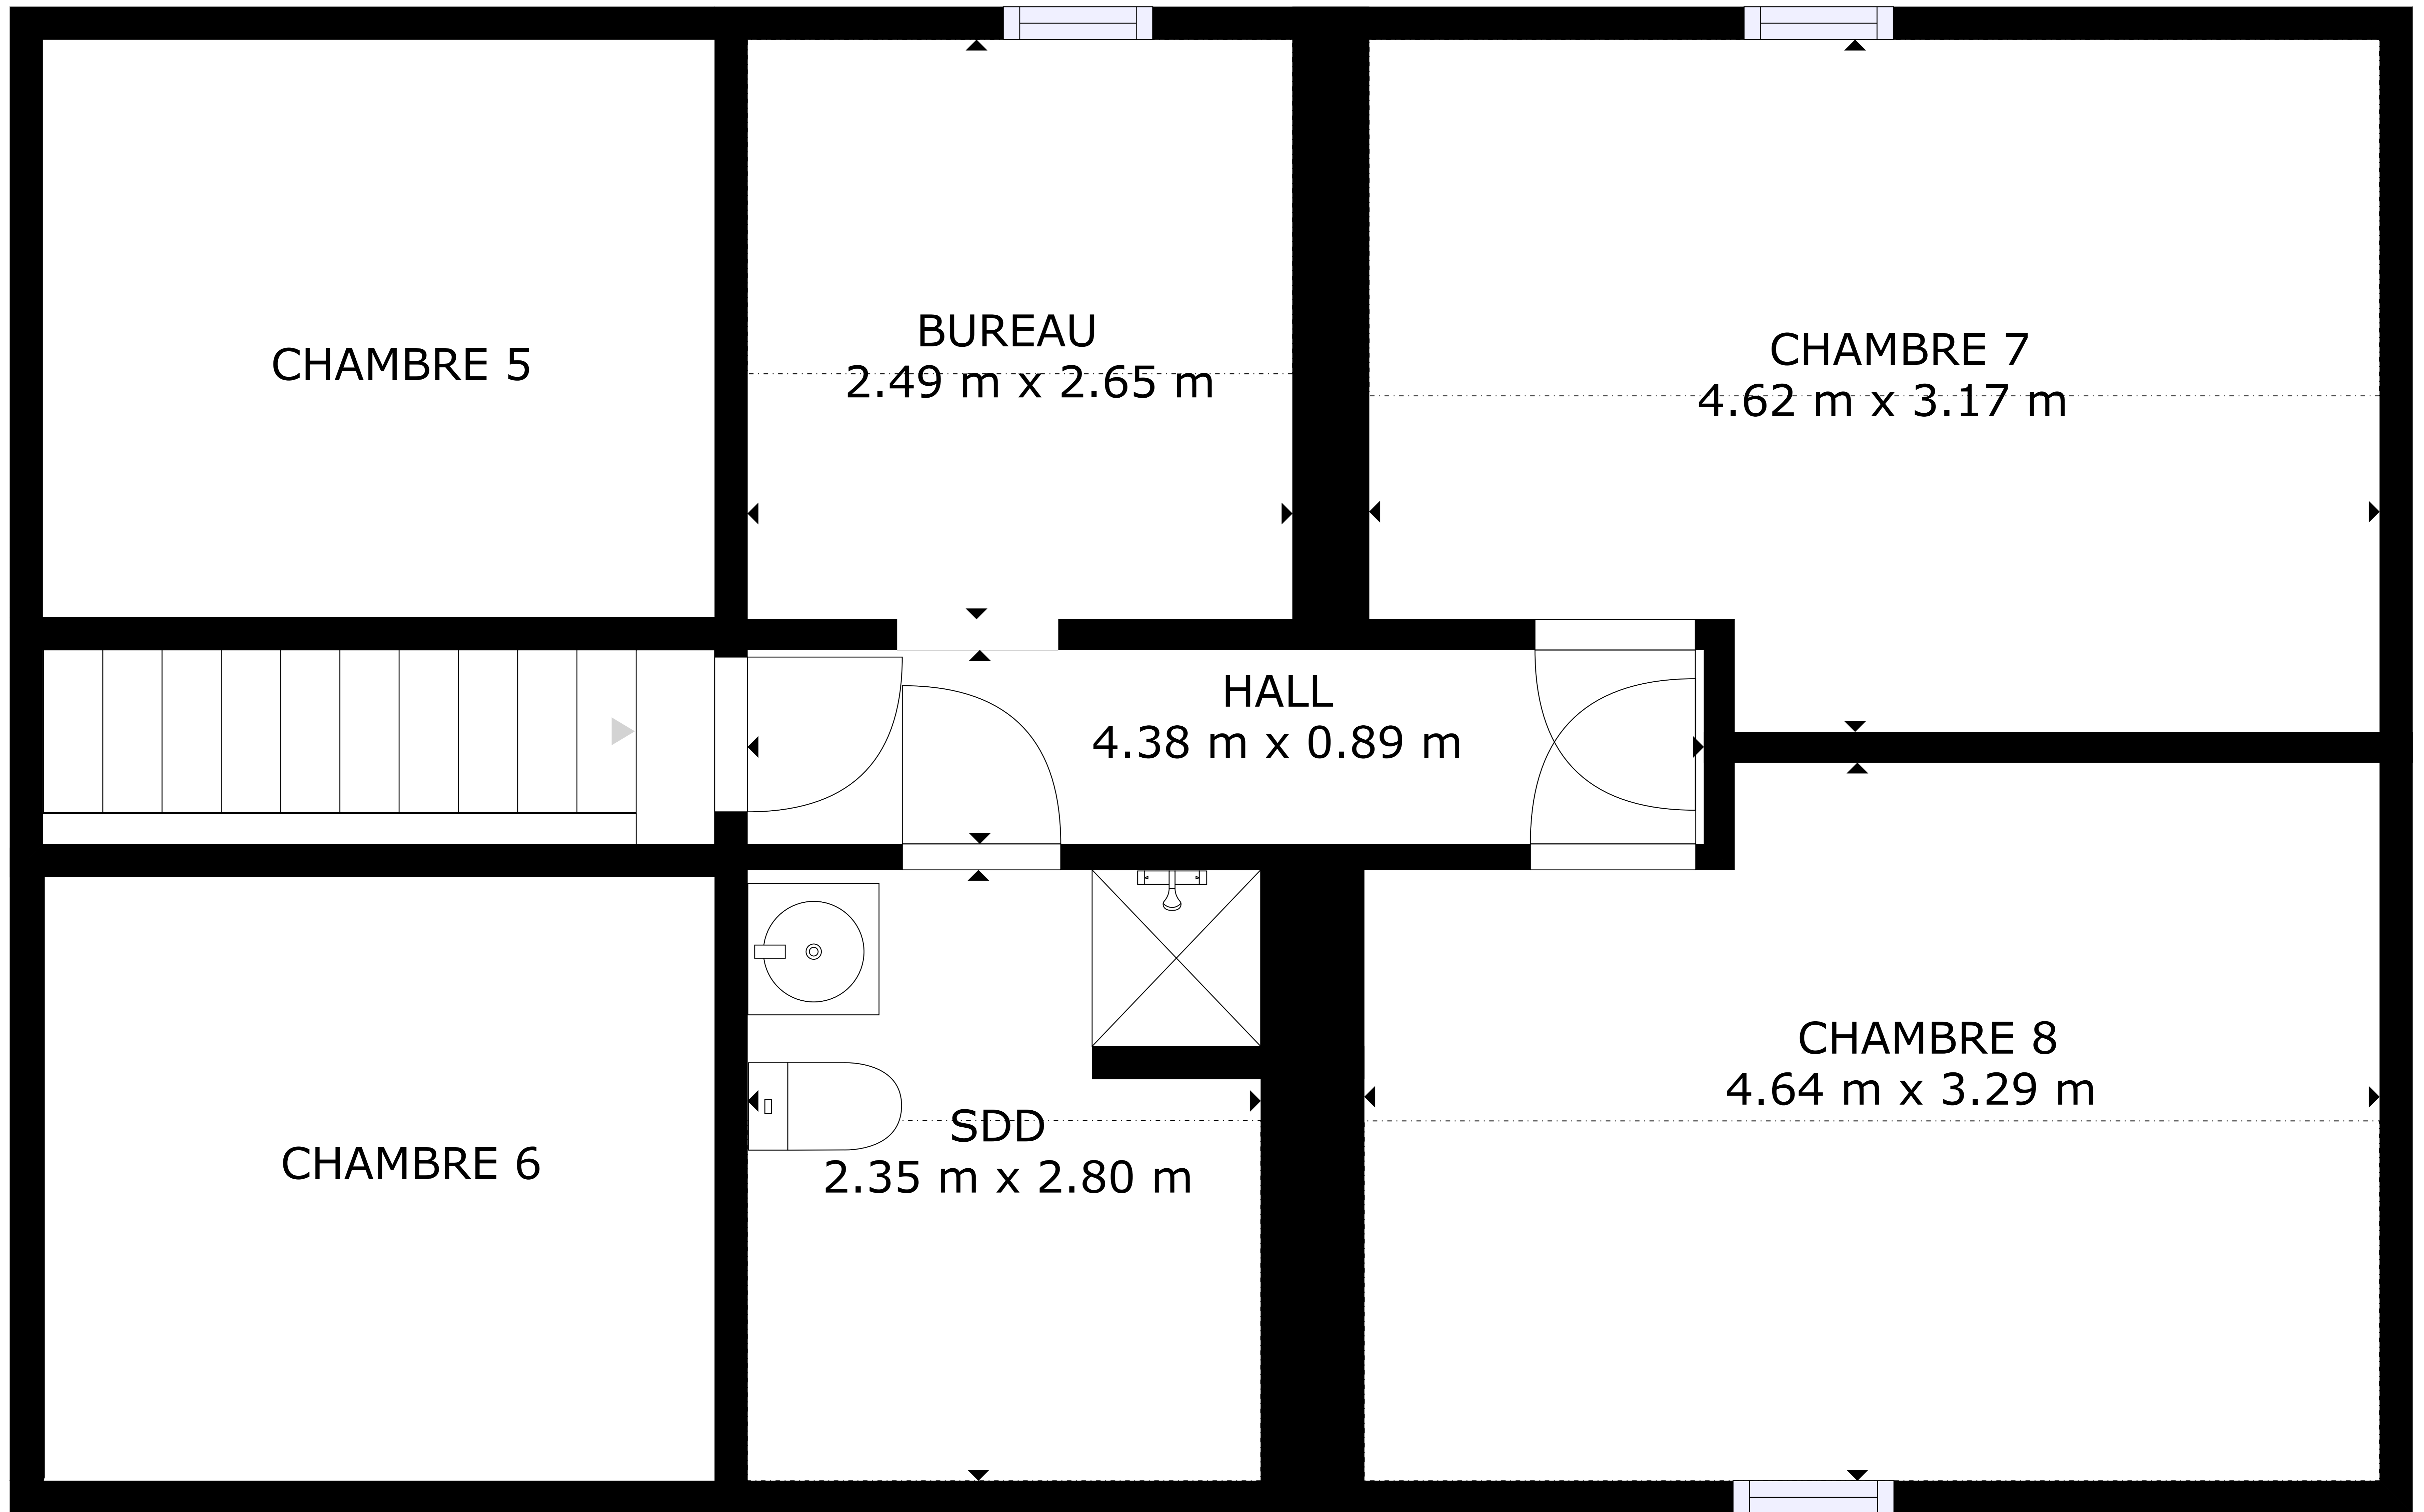 CHAMBRE 5
BUREAU
2.49 m x 2.65 m
CHAMBRE 7
4.62 m x 3.17 m
HALL
4.38 m x 0.89 m
CHAMBRE 6
SDD
2.35 m x 2.80 m
CHAMBRE 8
4.64 m x 3.29 m